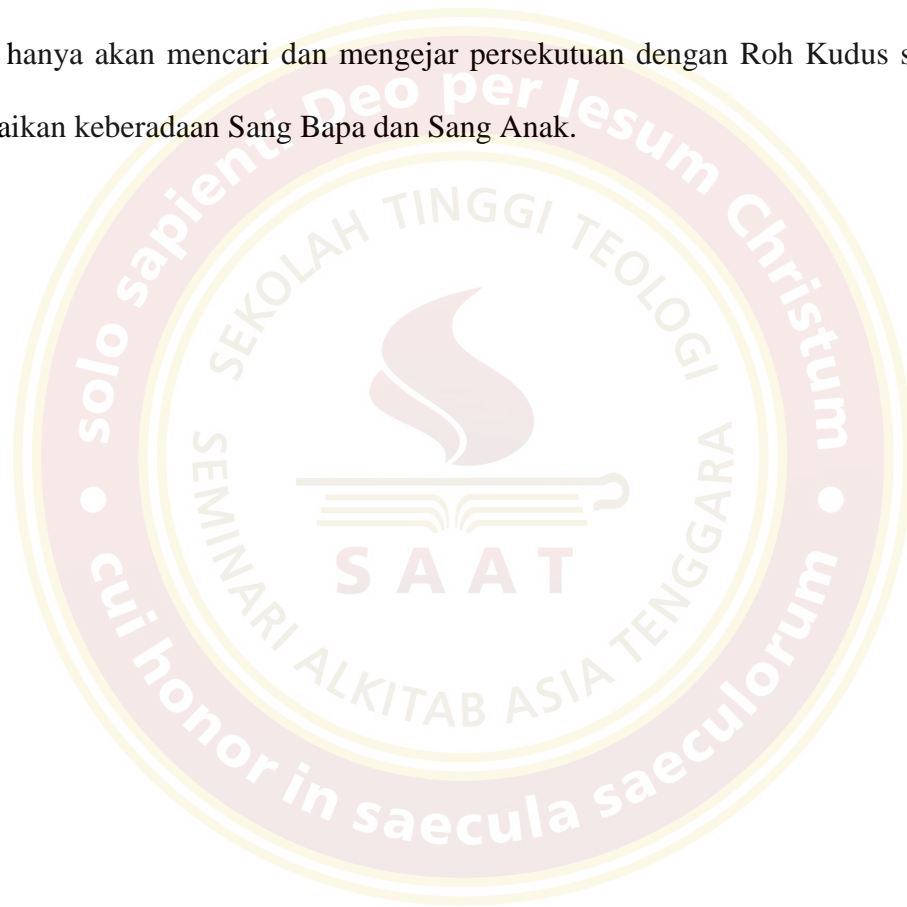 hanya akan mencari dan mengejar persekutuan dengan Roh Kudus
keberadaan Sang Bapa dan Sang Anak.
solo sapienti Deo per Iesum Christum
SEKOLAH TINGGI TEOLOGI
SAAT
SEMINARI ALKITAB ASIA TENGGARA
cui honor in saecula saeculorum